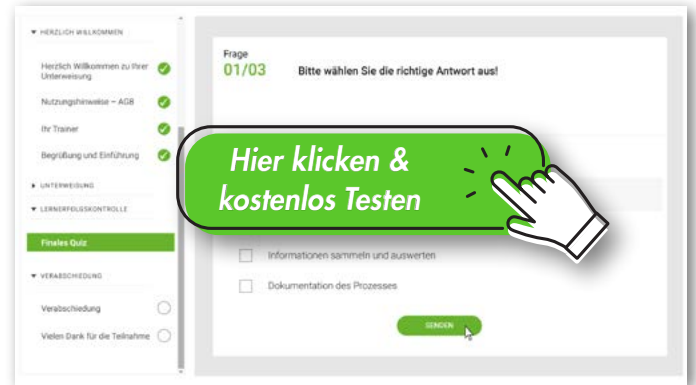 HERZLICH WILLKOMMEN
Herzlich Willkommen zu Ihrer
Unterweisung
Nutzungshinweise – AGB
Ihr Trainer
Begrüßung und Einführung
UNTERWEISUNG
LERNERFOLGSKONTROLLE
Finales Quiz
VERABSCHIEDUNG
Verabschiedung
Vielen Dank für die Teilnahme
Frage
01/03
Bitte wählen Sie die richtige Antwort aus!
Hier klicken &
kostenlos Testen
Informationen sammeln und auswerten
Dokumentation des Prozesses
SENDEN